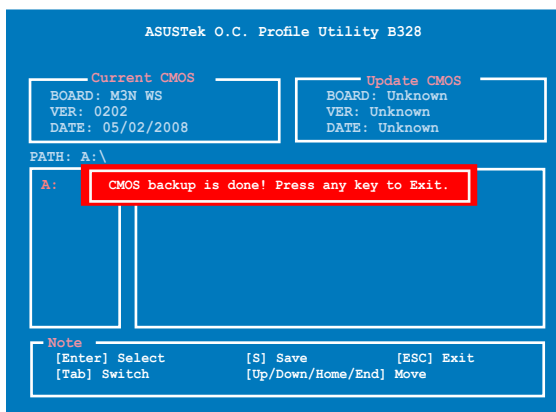 ASUSTek O.C. Profile Utility B328
Current CMOS
BOARD: M3N WS
VER: 0202
DATE: 05/02/2008
Update CMOS
BOARD: Unknown
VER: Unknown
DATE: Unknown
PATH: A:\
A:
CMOS backup is done! Press any key to Exit.
Note
[Enter] Select [S] Save [ESC] Exit
[Tab] Switch [Up/Down/Home/End] Move